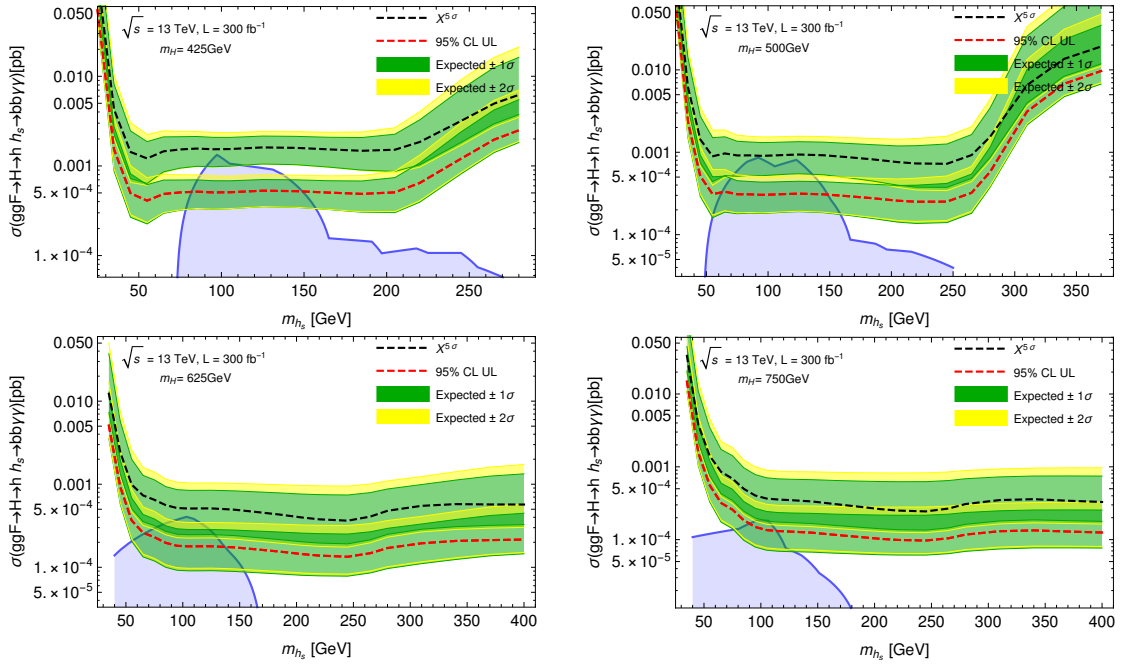 √s = 13 TeV, L = 300 fb⁻¹
m_H= 425GeV
X⁵σ
95% CL UL
Expected ± 1σ
Expected ± 2σ
0.050
0.010
0.005
0.001
5.×10⁻⁴
1.×10⁻⁴
σ(ggF→H→h h_s→bbγγ)[pb]
50 100 150 200 250
m_h_s [GeV]
√s = 13 TeV, L = 300 fb⁻¹
m_H= 500GeV
X⁵σ
95% CL UL
Expected ± 1σ
Expected ± 2σ
0.050
0.010
0.005
0.001
5.×10⁻⁴
1.×10⁻⁴
5.×10⁻⁵
σ(ggF→H→h h_s→bbγγ)[pb]
50 100 150 200 250 300 350
m_h_s [GeV]
√s = 13 TeV, L = 300 fb⁻¹
m_H= 625GeV
X⁵σ
95% CL UL
Expected ± 1σ
Expected ± 2σ
0.050
0.010
0.005
0.001
5.×10⁻⁴
1.×10⁻⁴
5.×10⁻⁵
σ(ggF→H→h h_s→bbγγ)[pb]
50 100 150 200 250 300 350 400
m_h_s [GeV]
√s = 13 TeV, L = 300 fb⁻¹
m_H= 750GeV
X⁵σ
95% CL UL
Expected ± 1σ
Expected ± 2σ
0.050
0.010
0.005
0.001
5.×10⁻⁴
1.×10⁻⁴
5.×10⁻⁵
σ(ggF→H→h h_s→bbγγ)[pb]
50 100 150 200 250 300 350 400
m_h_s [GeV]